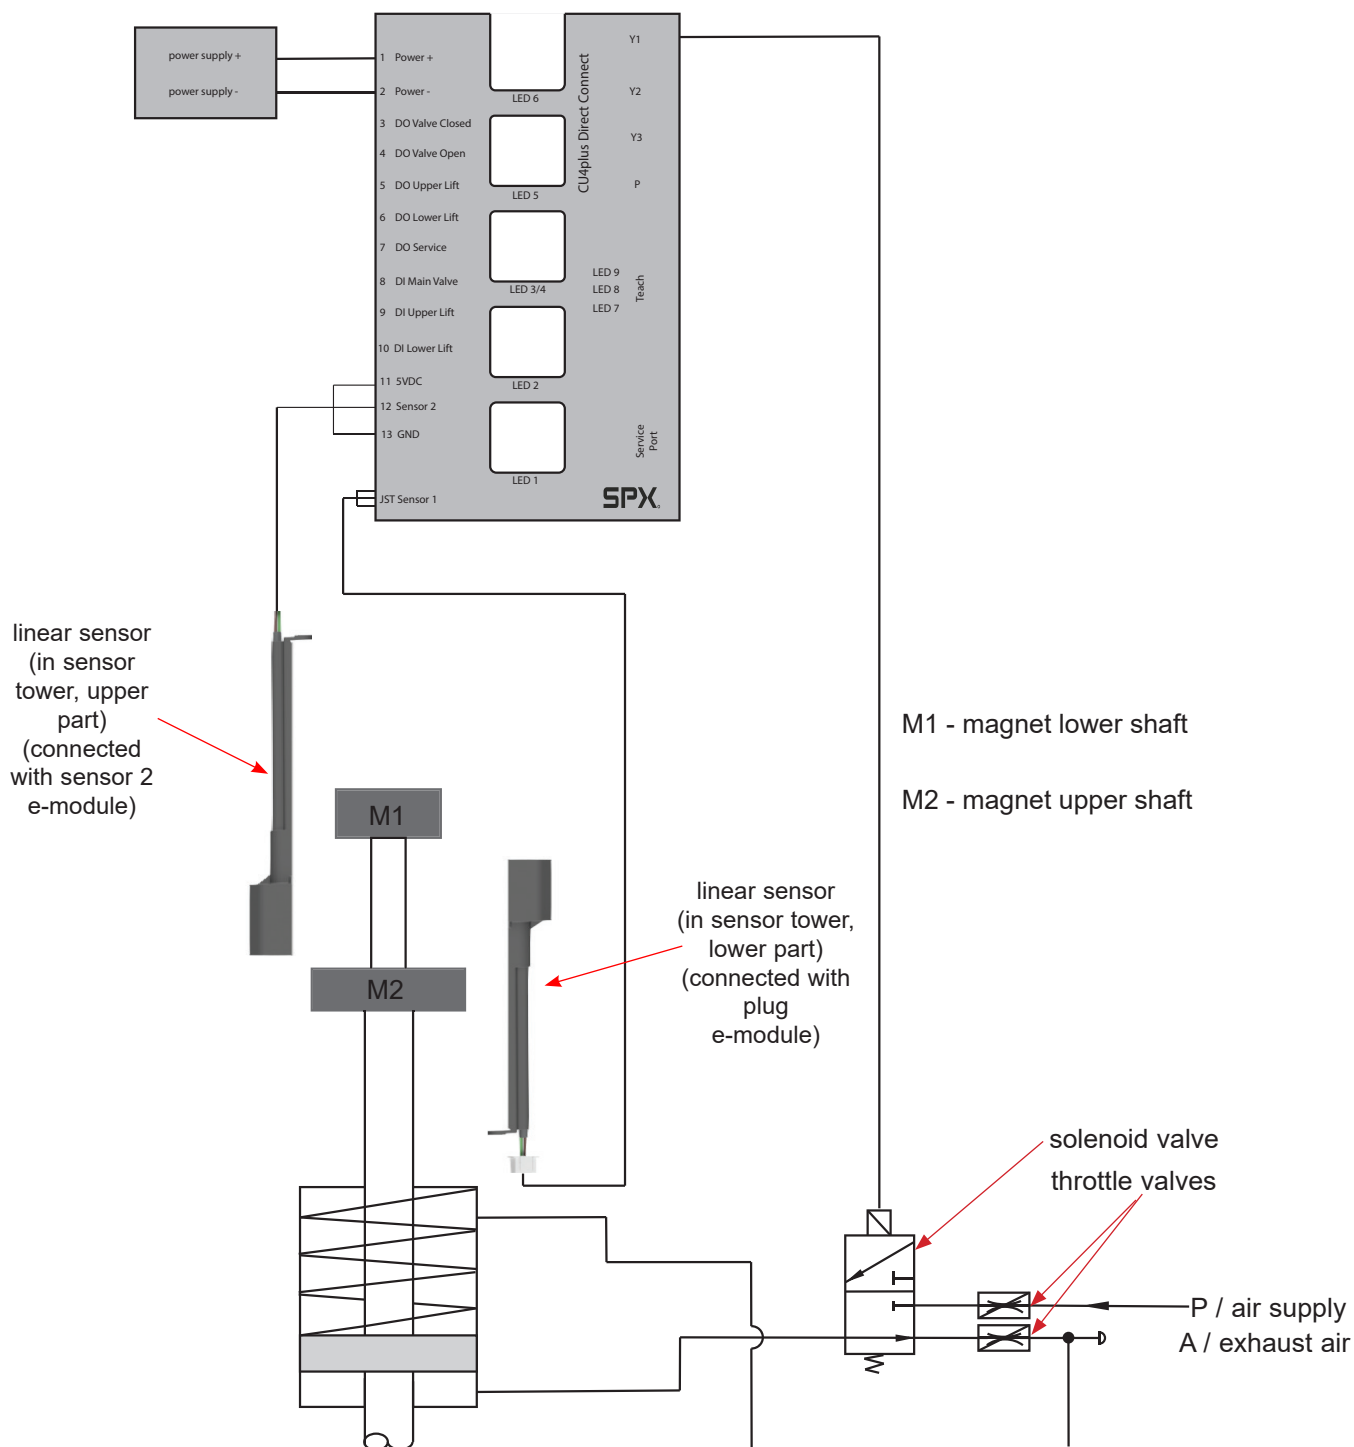 power supply +
power supply -
1 Power +
2 Power -
3 DO Valve Closed
4 DO Valve Open
5 DO Upper Lift
6 DO Lower Lift
7 DO Service
8 DI Main Valve
9 DI Upper Lift
10 DI Lower Lift
11 5VDC
12 Sensor 2
13 GND
JST Sensor 1
LED 6
LED 5
LED 3/4
LED 2
LED 1
CU4plus Direct Connect
Y1
Y2
Y3
P
LED 9
LED 8
LED 7
Teach
Service
Port
SPX
linear sensor
(in sensor
tower, upper
part)
(connected
with sensor 2
e-module)
M1 - magnet lower shaft
M2 - magnet upper shaft
M1
M2
linear sensor
(in sensor tower,
lower part)
(connected with
plug
e-module)
solenoid valve
throttle valves
P / air supply
A / exhaust air